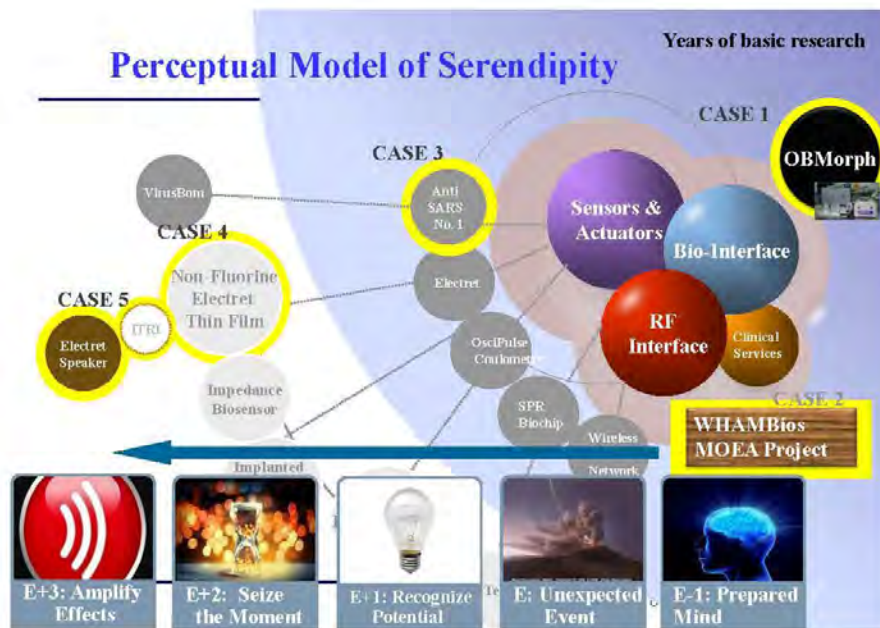 Years of basic research
Perceptual Model of Serendipity
CASE 1
OBMorph
CASE 3
VirusBom
Anti
SARS
No. 1
Sensors &
Actuators
Bio-Interface
CASE 4
Non-Fluorine
Electret
Thin Film
Electret
CASE 5
ITRI
Electret
Speaker
RF
Interface
Clinical
Services
OsciPulse
Impedance
Biosensor
SPR
Biochip
CASE 2
WHAMBios
MOEA Project
Wireless
Network
Implanted
E+3: Amplify
Effects
E+2: Seize
the Moment
E+1: Recognize
Potential
E: Unexpected
Event
E-1: Prepared
Mind